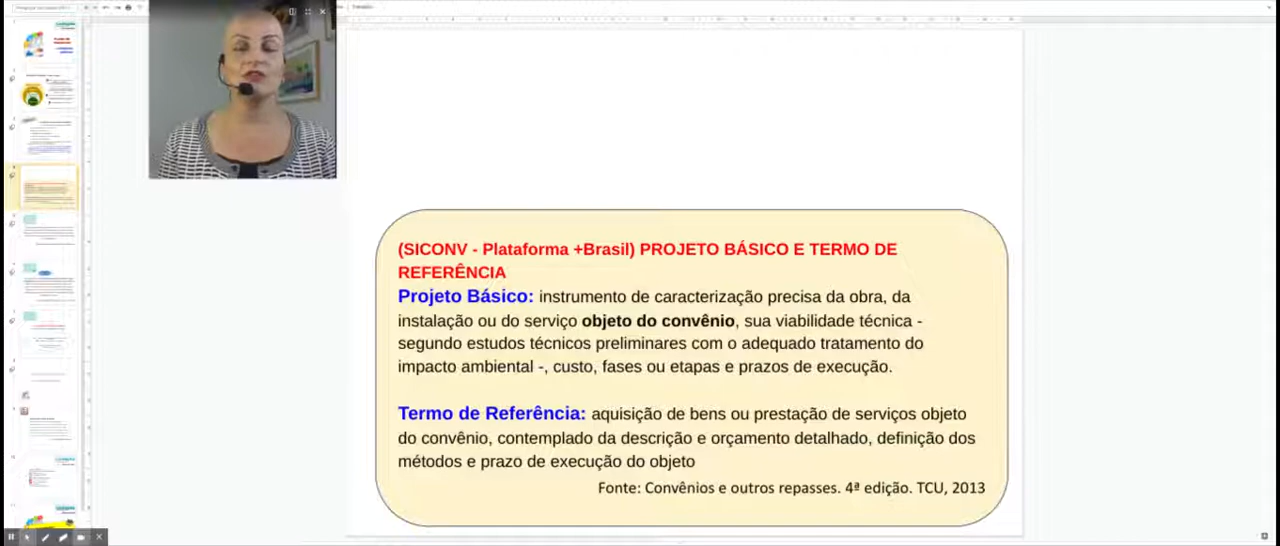 (SICONV - Plataforma +Brasil) PROJETO BÁSICO E TERMO DE
REFERÊNCIA
Projeto Básico: instrumento de caracterização precisa da obra, da
instalação ou do serviço objeto do convênio, sua viabilidade técnica -
segundo estudos técnicos preliminares com o adequado tratamento do
impacto ambiental -, custo, fases ou etapas e prazos de execução.
Termo de Referência: aquisição de bens ou prestação de serviços objeto
do convênio, contemplado da descrição e orçamento detalhado, definição dos
métodos e prazo de execução do objeto
Fonte: Convênios e outros repasses. 4ª edição. TCU, 2013